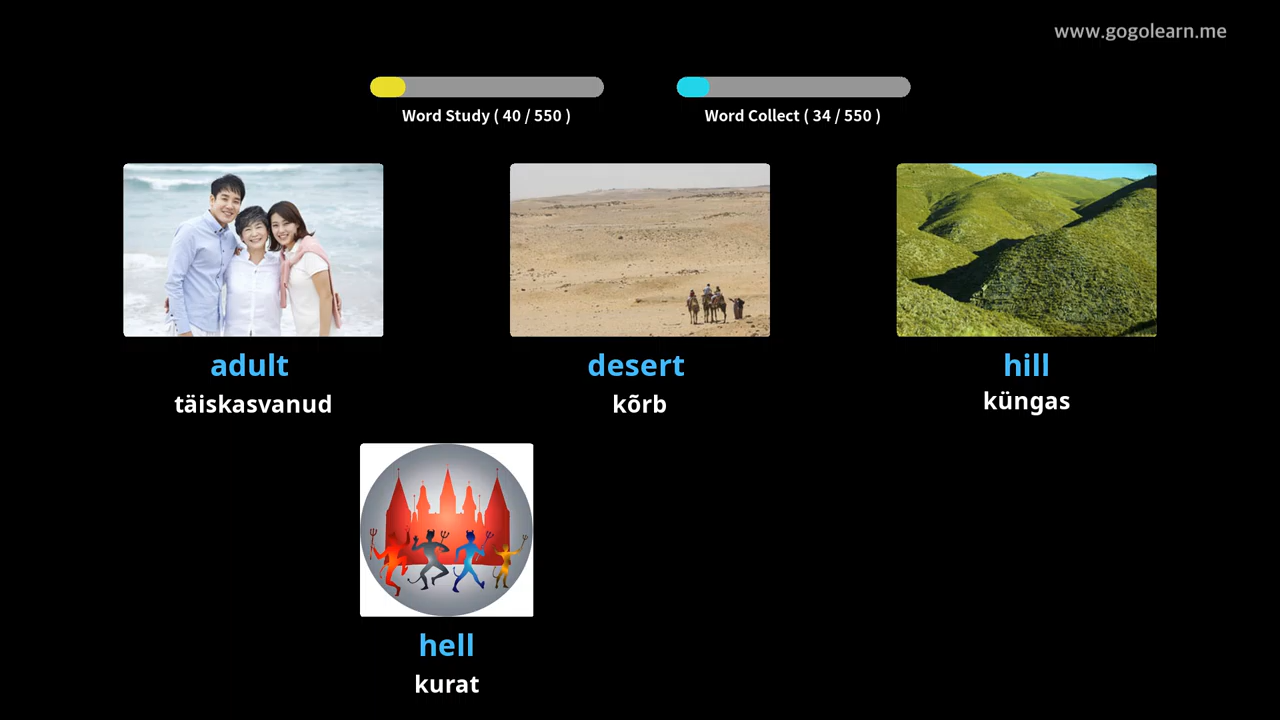 www.gogolearn.me
Word Study ( 40 / 550 )
Word Collect ( 34 / 550 )
adult
täiskasvanud
desert
kõrb
hill
küngas
hell
kurat